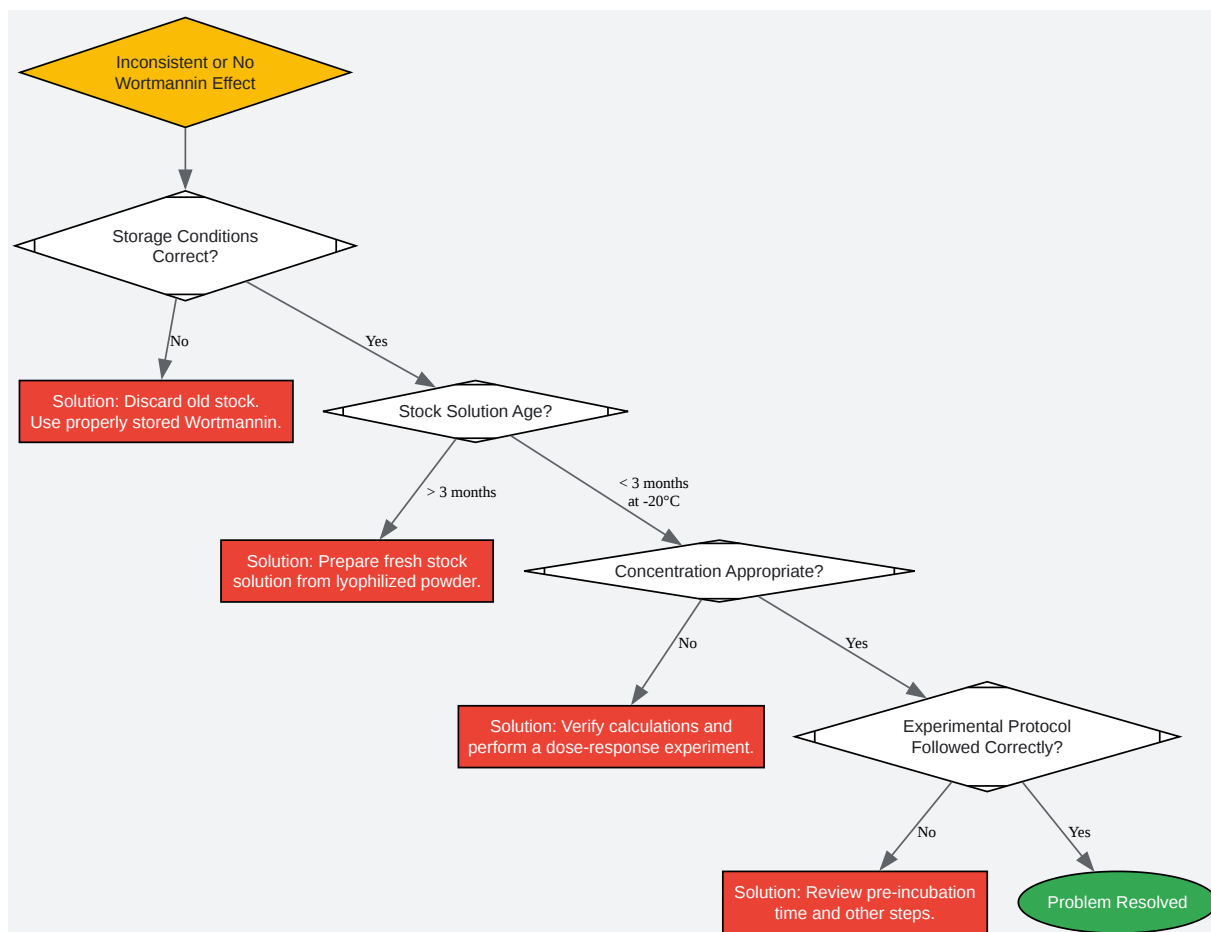 Inconsistent or No
Wortmannin Effect
Storage Conditions
Correct?
No
Yes
Solution: Discard old stock.
Use properly stored Wortmannin.
Stock Solution Age?
> 3 months
< 3 months
at -20°C
Solution: Prepare fresh stock
solution from lyophilized powder.
Concentration Appropriate?
No
Yes
Solution: Verify calculations and
perform a dose-response experiment.
Experimental Protocol
Followed Correctly?
No
Yes
Solution: Review pre-incubation
time and other steps.
Problem Resolved